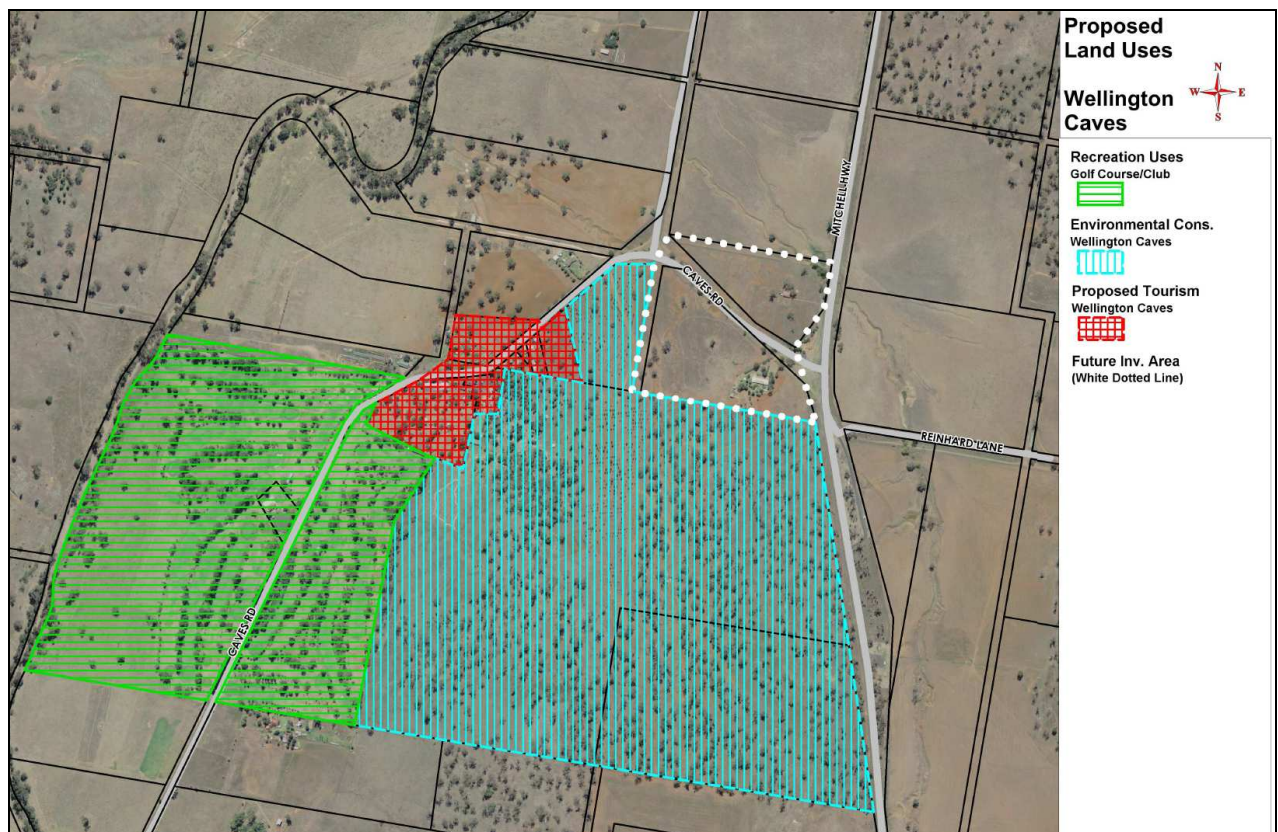 Proposed
Land Uses
Wellington
Caves
N
W E
S
Recreation Uses
Golf Course/Club
Environmental Cons.
Wellington Caves
Proposed Tourism
Wellington Caves
Future Inv. Area
(White Dotted Line)
MITCHELL HWY
CAVES RD
REINHARD LANE
CAVES RD